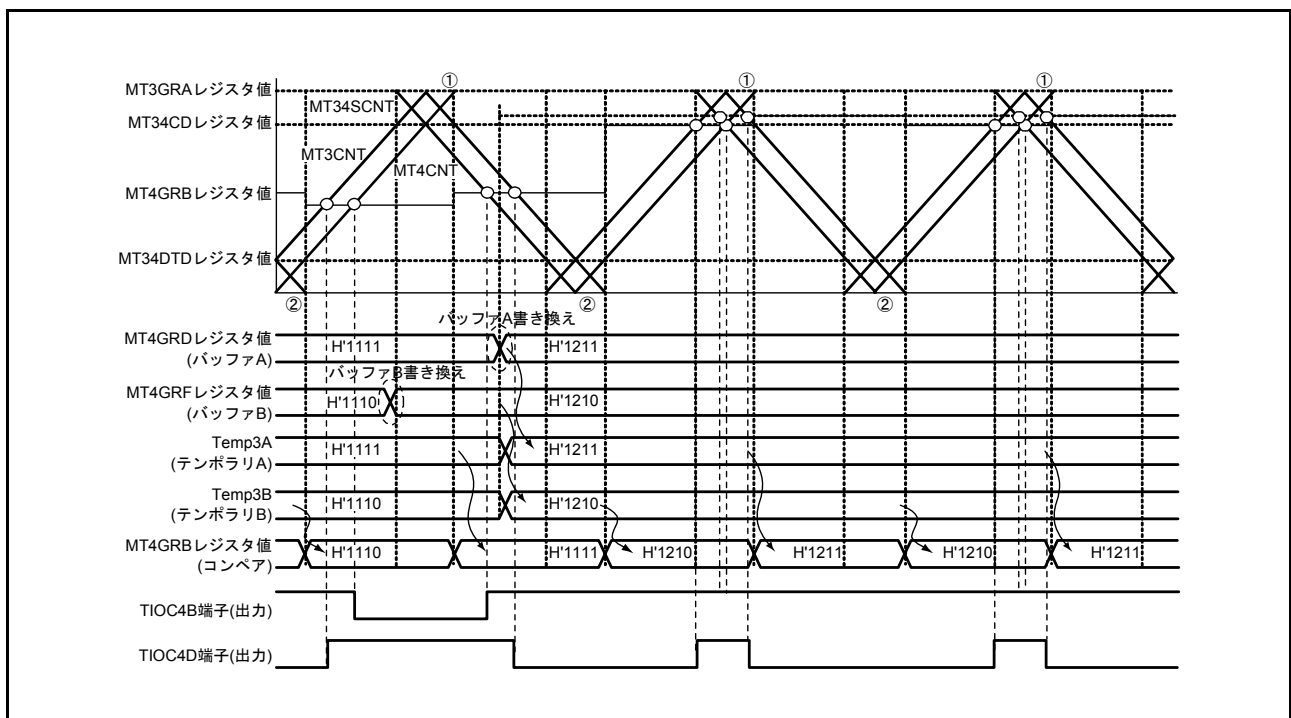 ①
①
①
MT3GRAレジスタ値
MT34SCNT
MT34CDレジスタ値
MT3CNT
MT4CNT
MT4GRBレジスタ値
MT34DTDレジスタ値
②
②
②
バッファA書き換え
MT4GRDレジスタ値
(バッファA)
H'1111
H'1211
バッファB書き換え
MT4GRFレジスタ値
(バッファB)
H'1110
H'1210
Temp3A
(テンポラリA)
H'1111
H'1211
Temp3B
(テンポラリB)
H'1110
H'1210
MT4GRBレジスタ値
(コンペア)
H'1110
H'1111
H'1210
H'1211
H'1210
H'1211
TIOC4B端子(出力)
TIOC4D端子(出力)